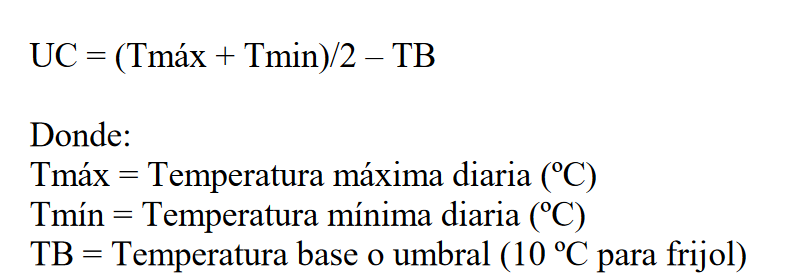 UC = (Tmáx + Tmin)/2 – TB
Donde:
Tmáx = Temperatura máxima diaria (ºC)
Tmín = Temperatura mínima diaria (ºC)
TB = Temperatura base o umbral (10 ºC para frijol)